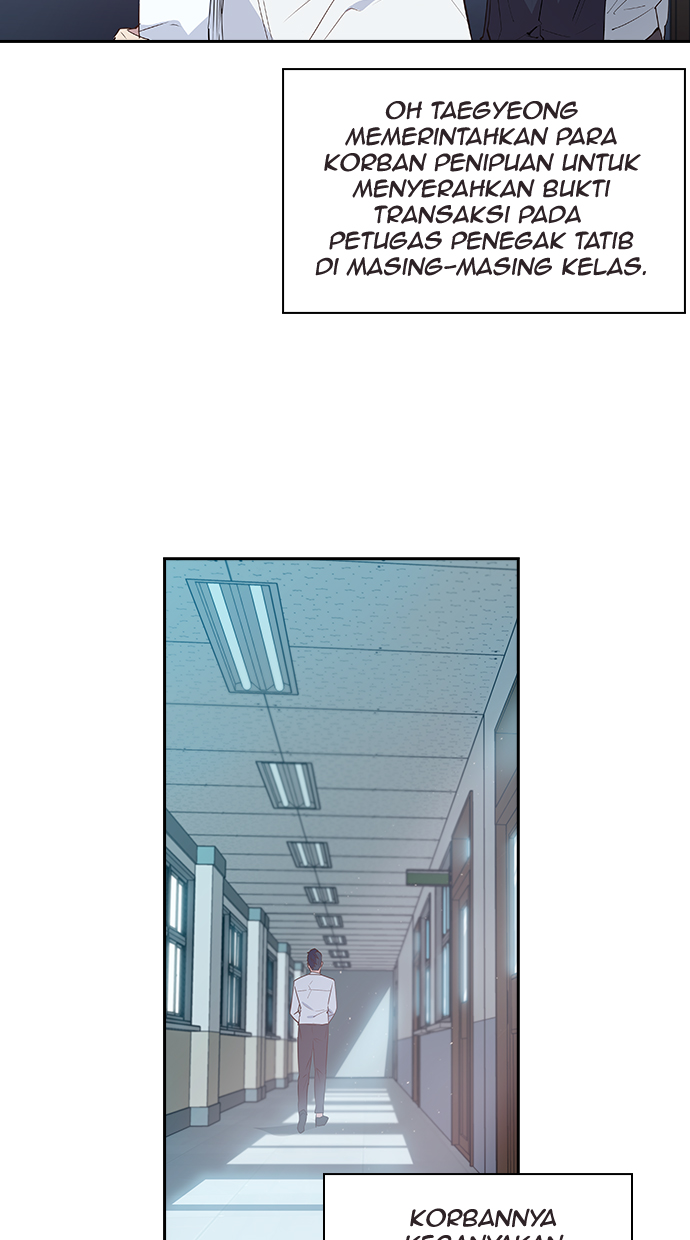 OH TAEGYEONG
MEMERINTAHKAN PARA
KORBAN PENIPUAN UNTUK
MENYERAHKAN BUKTI
TRANSAKSI PADA
PETUGAS PENEGAK TATIB
DI MASING-MASING KELAS.
KORBANNYA
KEBANYAKAN